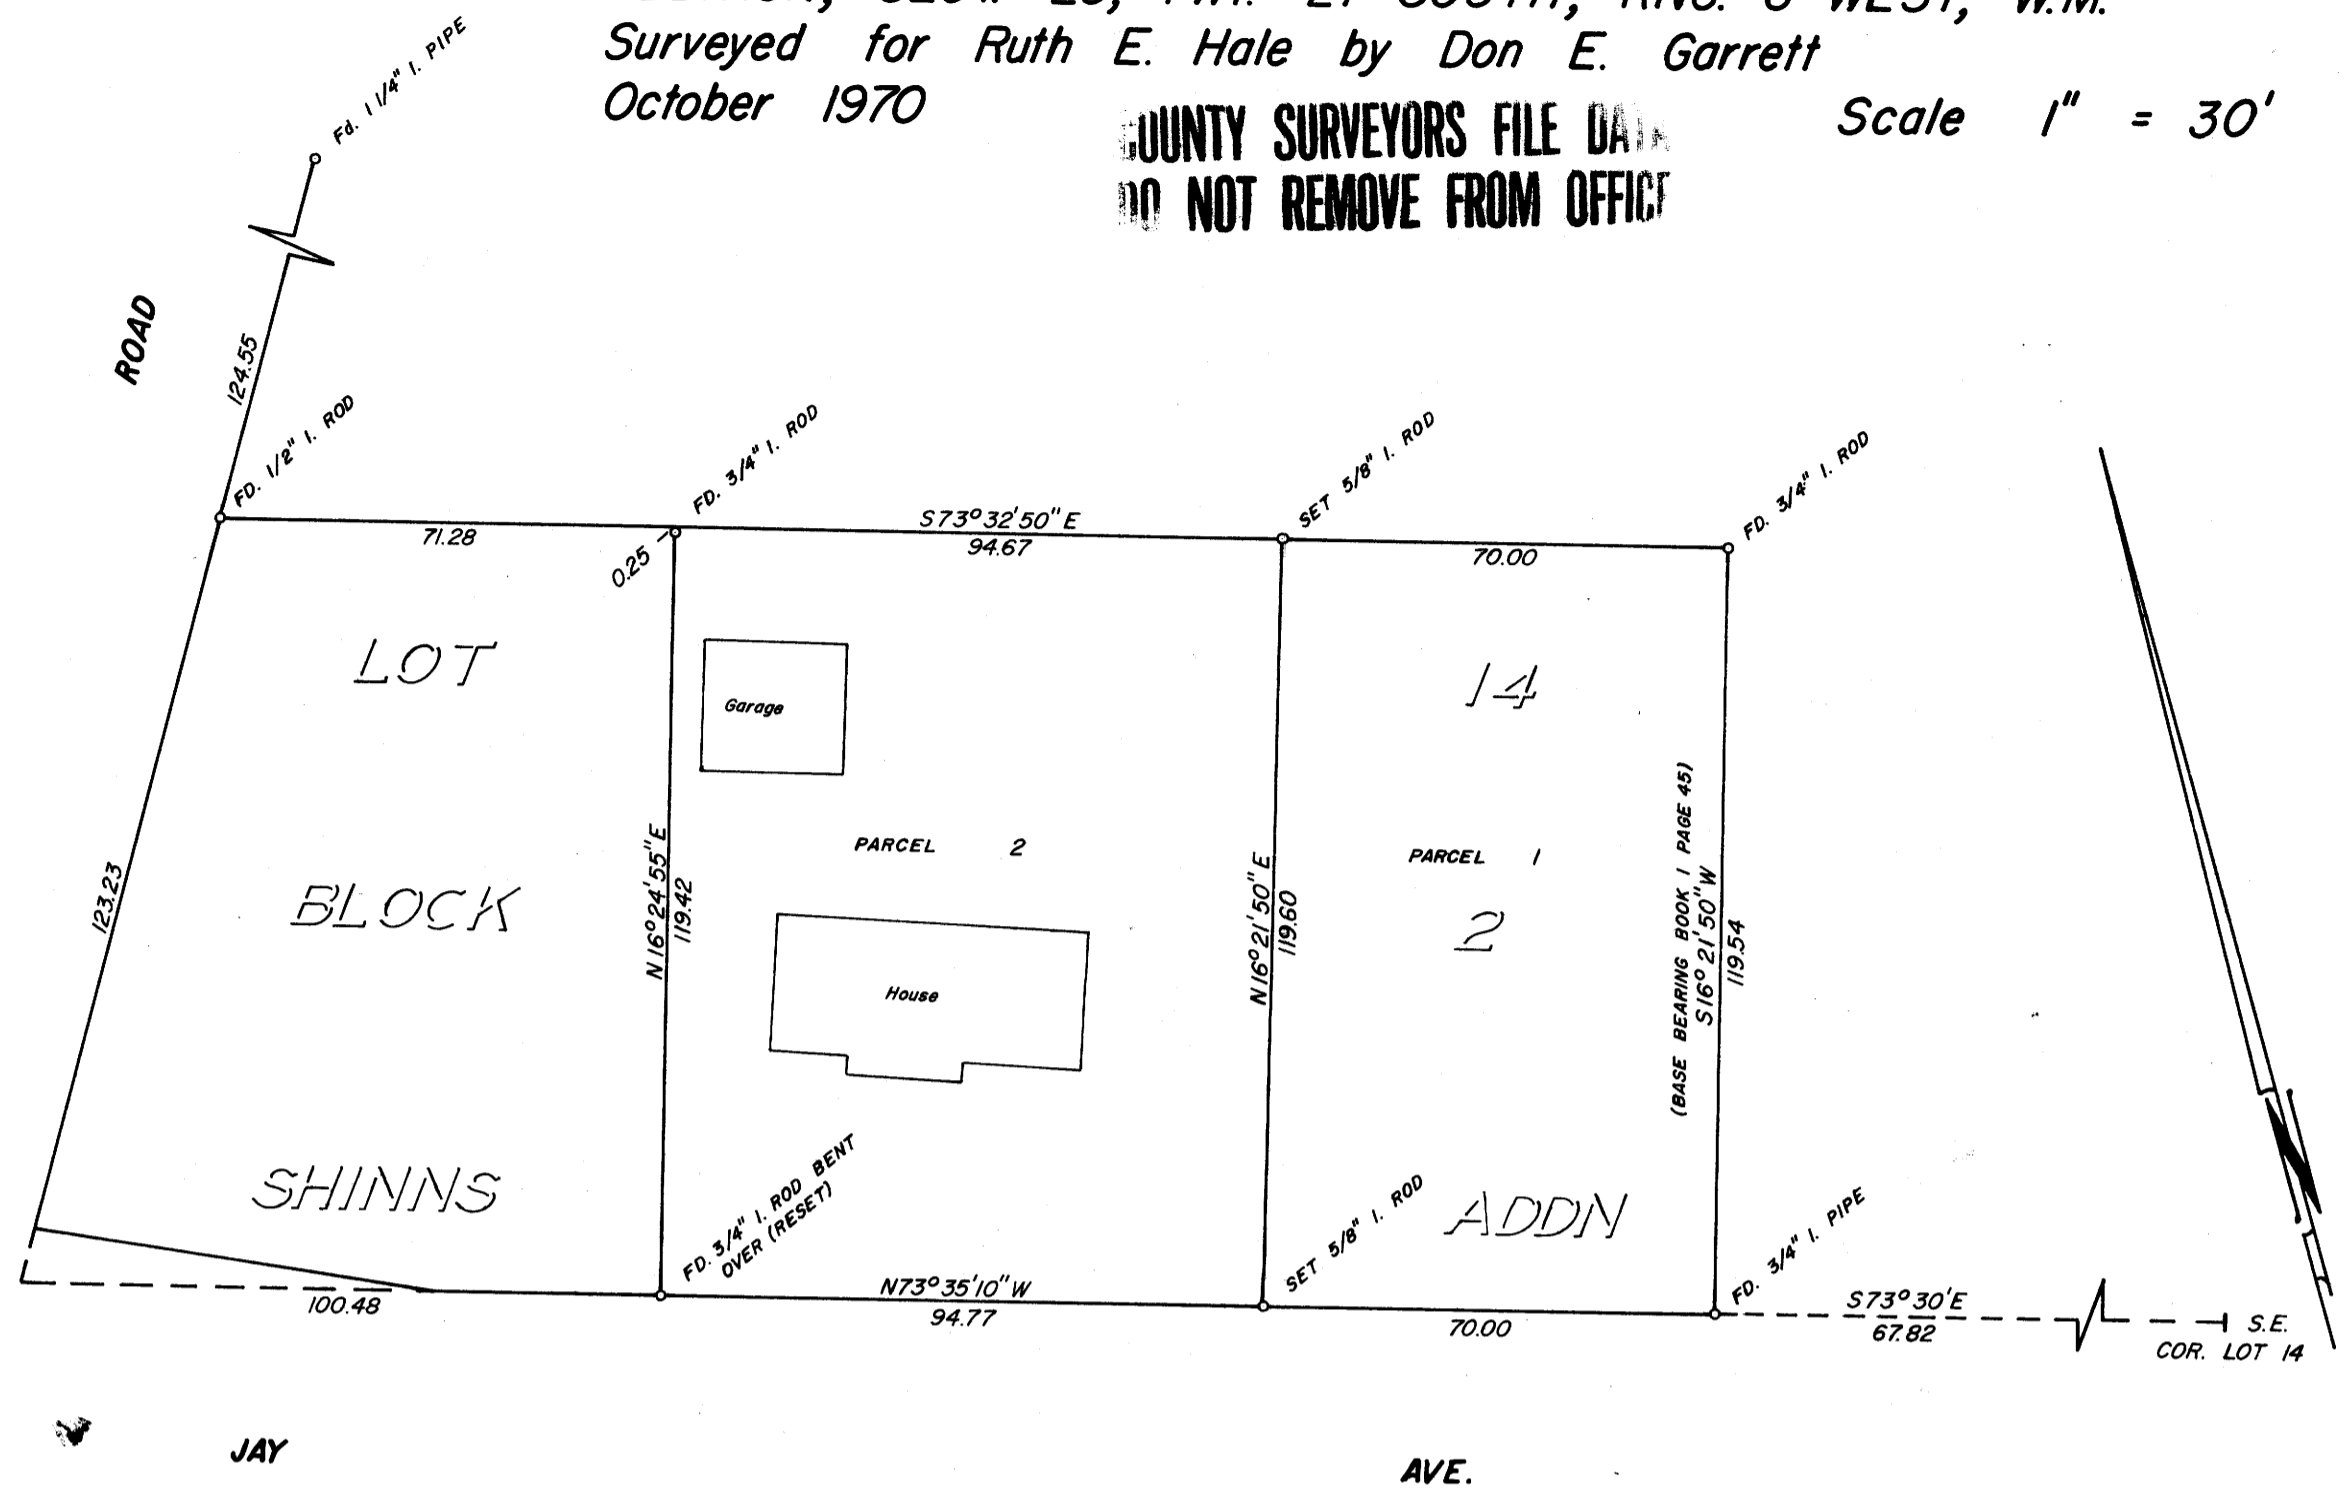 Surveyed for Ruth E. Hale by Don E. Garrett
October 1970
Scale 1" = 30'
COUNTY SURVEYORS FILE DATA
DO NOT REMOVE FROM OFFICE
Fd. 1 1/4" I. PIPE
ROAD
124.55
FD. 1/2" I. ROD
FD. 3/4" I. ROD
SET 5/8" I. ROD
FD. 3/4" I. ROD
71.28
0.25
S73°32'50"E
94.67
70.00
LOT
14
Garage
PARCEL 2
PARCEL 1
123.23
BLOCK
2
N16°24'55"E
119.42
N16°21'50"E
119.60
(BASE BEARING BOOK 1 PAGE 45)
S16°21'50"W
119.54
House
SHINNS
ADDN
FD. 3/4" I. ROD BENT
OVER (RESET)
SET 5/8" I. ROD
FD. 3/4" I. PIPE
N
100.48
N73°35'10"W
94.77
70.00
S73°30'E
67.82
S.E.
COR. LOT 14
JAY AVE.